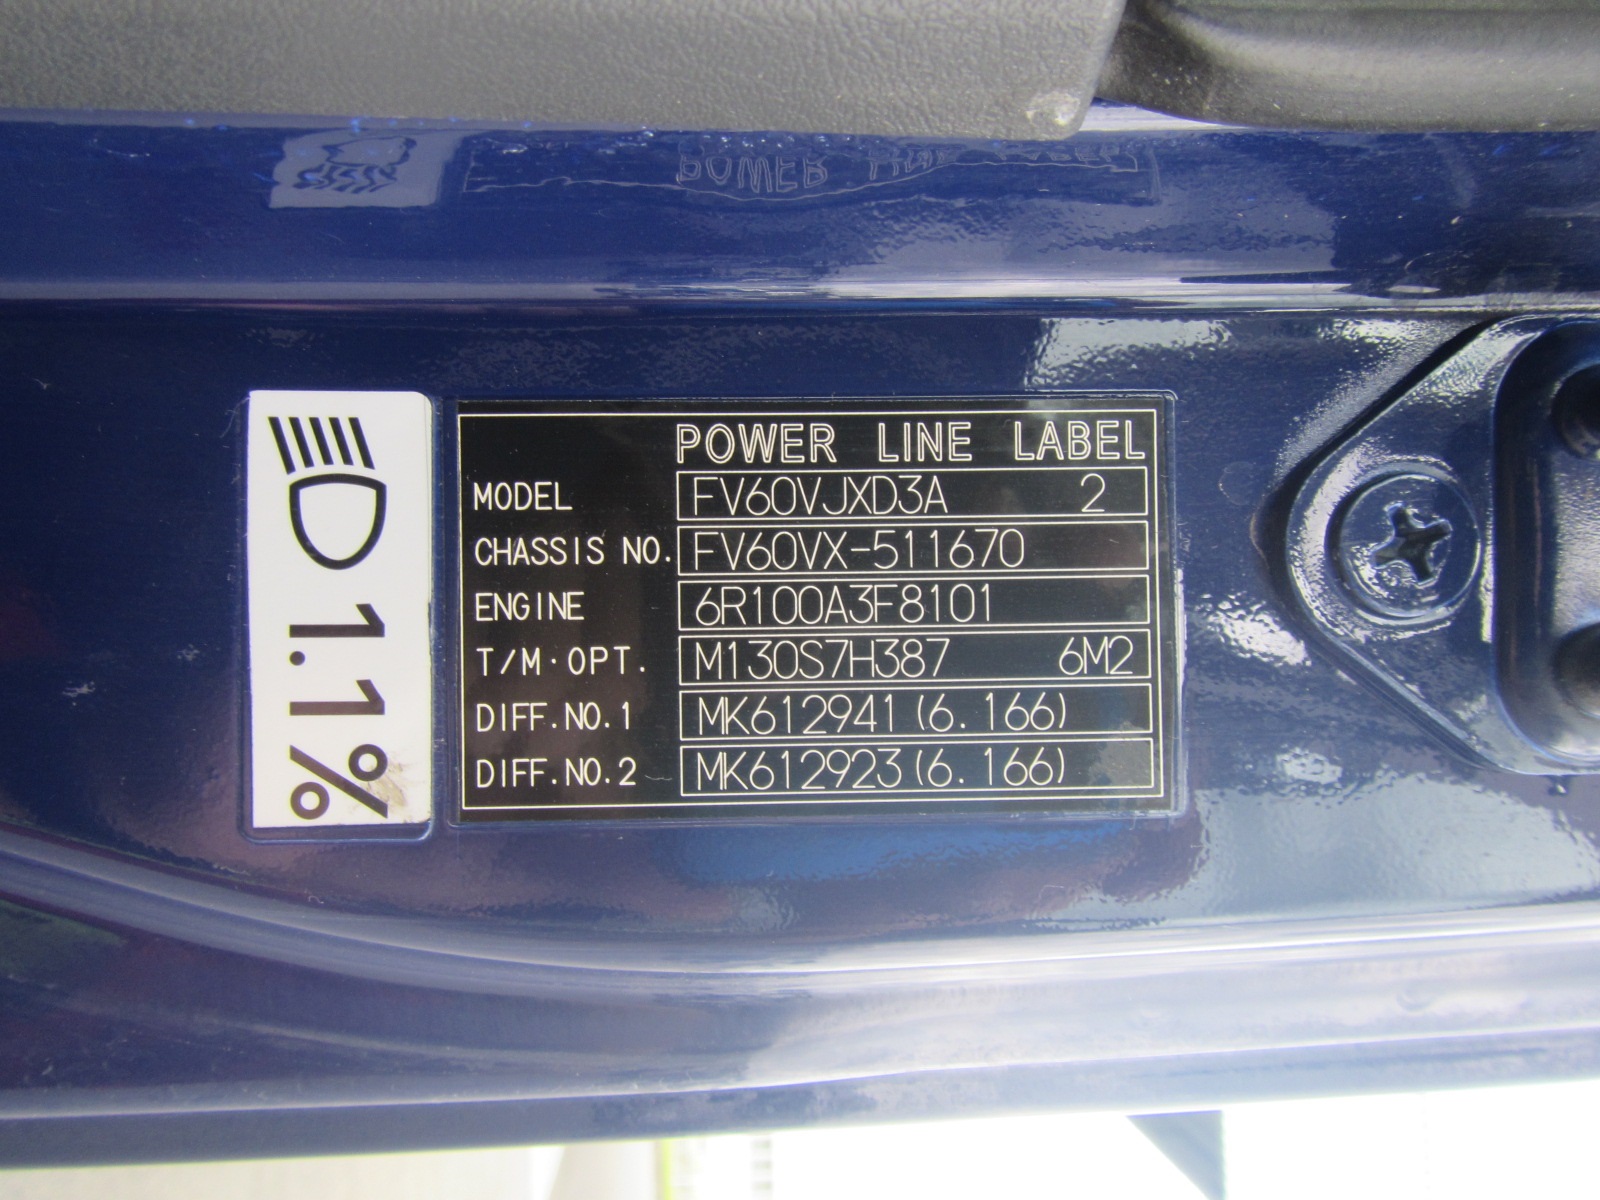 POWER LINE LABEL
MODEL FV60VJXD3A 2
CHASSIS NO. FV60VX-511670
ENGINE 6R100A3F8101
T/M·OPT. M130S7H387 6M2
DIFF.NO.1 MK612941(6.166)
DIFF.NO.2 MK612923(6.166)
1.1%